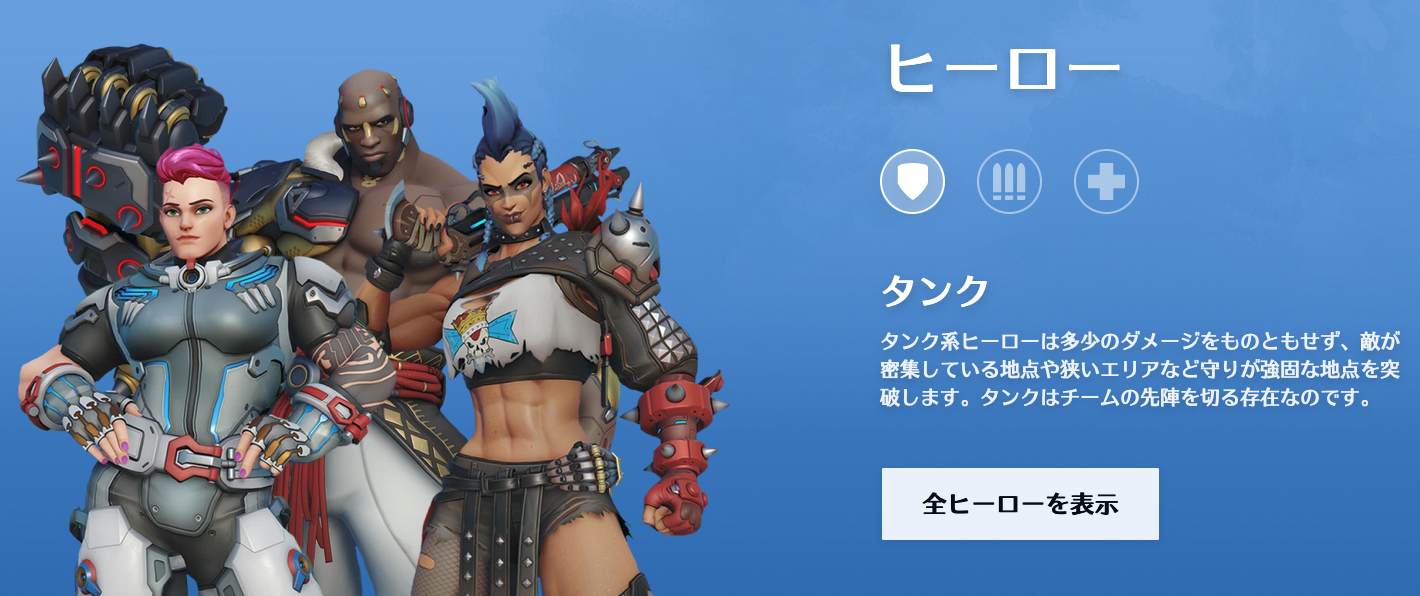 ヒーロー
タンク
タンク系ヒーローは多少のダメージをものともせず、敵が
密集している地点や狭いエリアなど守りが強固な地点を突
破します。タンクはチームの先陣を切る存在なのです。
全ヒーローを表示